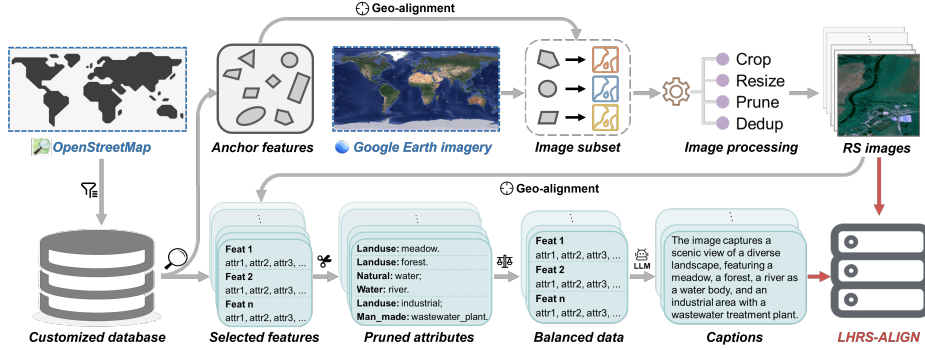 Geo-alignment
OpenStreetMap
Anchor features
Google Earth imagery
Image subset
Crop
Resize
Prune
Dedup
Image processing
RS images
Geo-alignment
Customized database
Feat 1
attr1, attr2, attr3, ...
Feat 2
attr1, attr2, attr3, ...
Feat n
attr1, attr2, attr3, ...
Selected features
Landuse: meadow.
Landuse: forest.
Natural: water;
Water: river.
Landuse: industrial;
Man_made: wastewater_plant.
Pruned attributes
Feat 1
attr1, attr2, attr3, ...
Feat 2
attr1, attr2, attr3, ...
Feat n
attr1, attr2, attr3, ...
Balanced data
LLM
The image captures a
scenic view of a diverse
landscape, featuring a
meadow, a forest, a river as
a water body, and an
industrial area with a
wastewater treatment plant.
Captions
LHRS-ALIGN